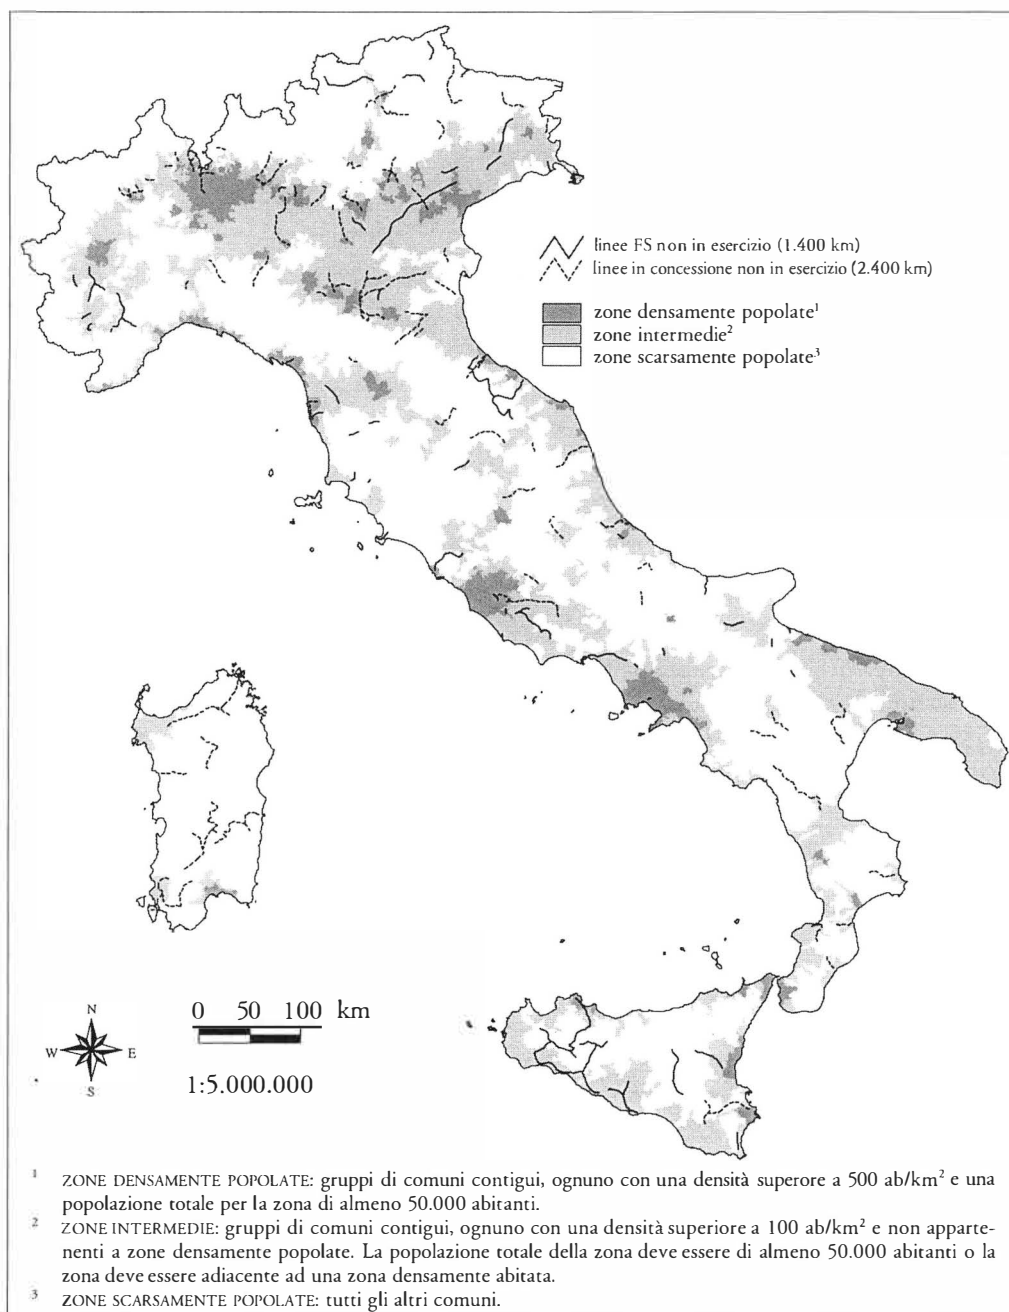 linee FS non in esercizio (1.400 km)
linee in concessione non in esercizio (2.400 km)
zone densamente popolate¹
zone intermedie²
zone scarsamente popolate³
N
W E
S
0 50 100 km
1:5.000.000
¹ ZONE DENSAMENTE POPOLATE: gruppi di comuni contigui, ognuno con una densità superore a 500 ab/km² e una
popolazione totale per la zona di almeno 50.000 abitanti.
² ZONE INTERMEDIE: gruppi di comuni contigui, ognuno con una densità superiore a 100 ab/km² e non apparte-
nenti a zone densamente popolate. La popolazione totale della zona deve essere di almeno 50.000 abitanti o la
zona deve essere adiacente ad una zona densamente abitata.
³ ZONE SCARSAMENTE POPOLATE: tutti gli altri comuni.